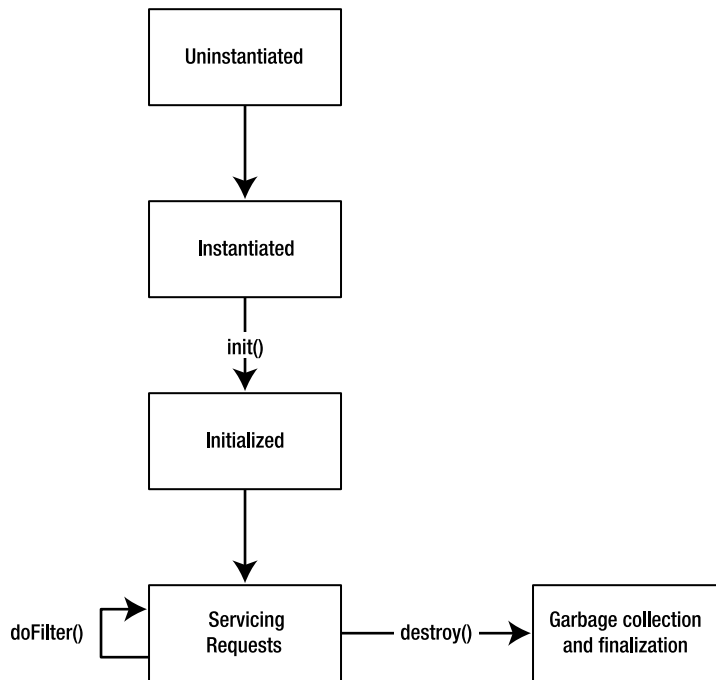 Uninstantiated
Instantiated
init()
Initialized
doFilter()
Servicing
Requests
destroy()
Garbage collection
and finalization